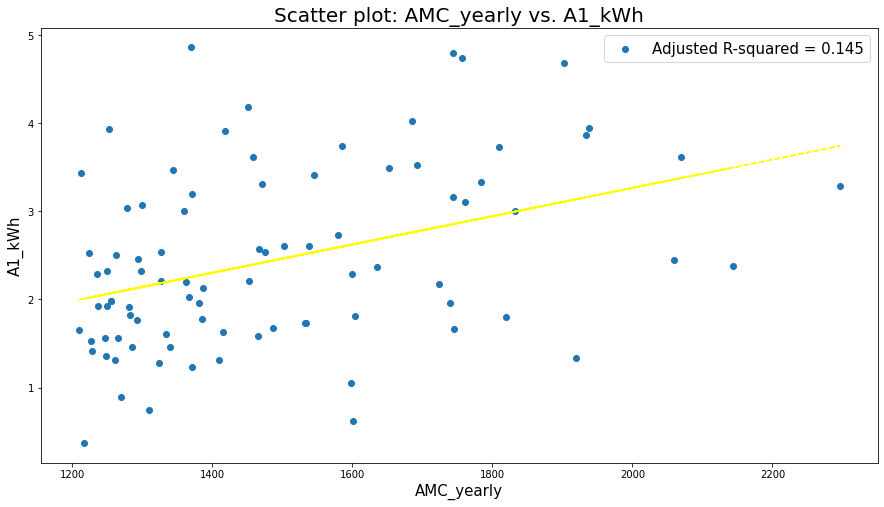 Scatter plot: AMC_yearly vs. A1_kWh
Adjusted R-squared = 0.145
5
4
3
2
1
A1_kWh
1200 1400 1600 1800 2000 2200
AMC_yearly